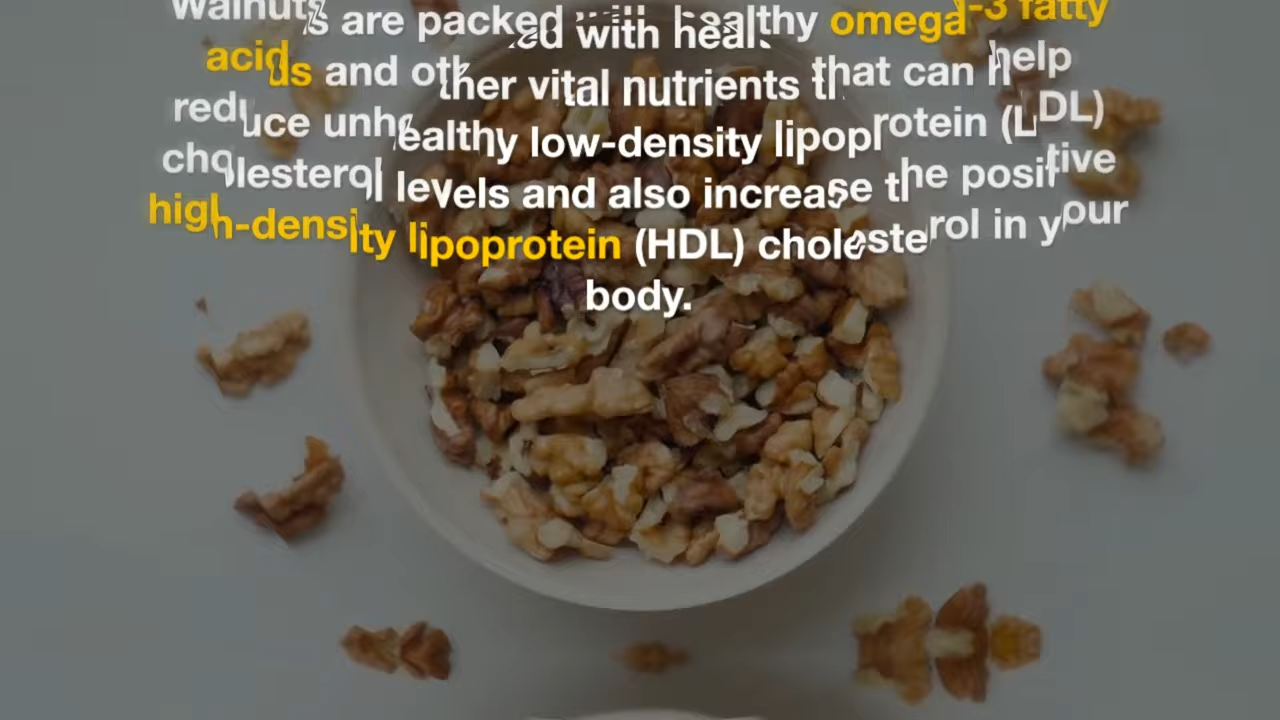 Walnuts are packed with healthy omega-3 fatty
acids and other vital nutrients that can help
reduce unhealthy low-density lipoprotein (LDL)
cholesterol levels and also increase the positive
high-density lipoprotein (HDL) cholesterol in your
body.